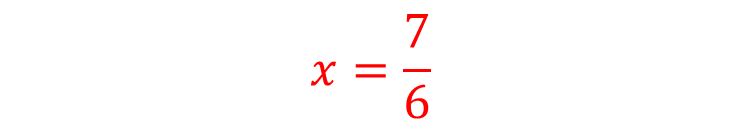 x = 7/6